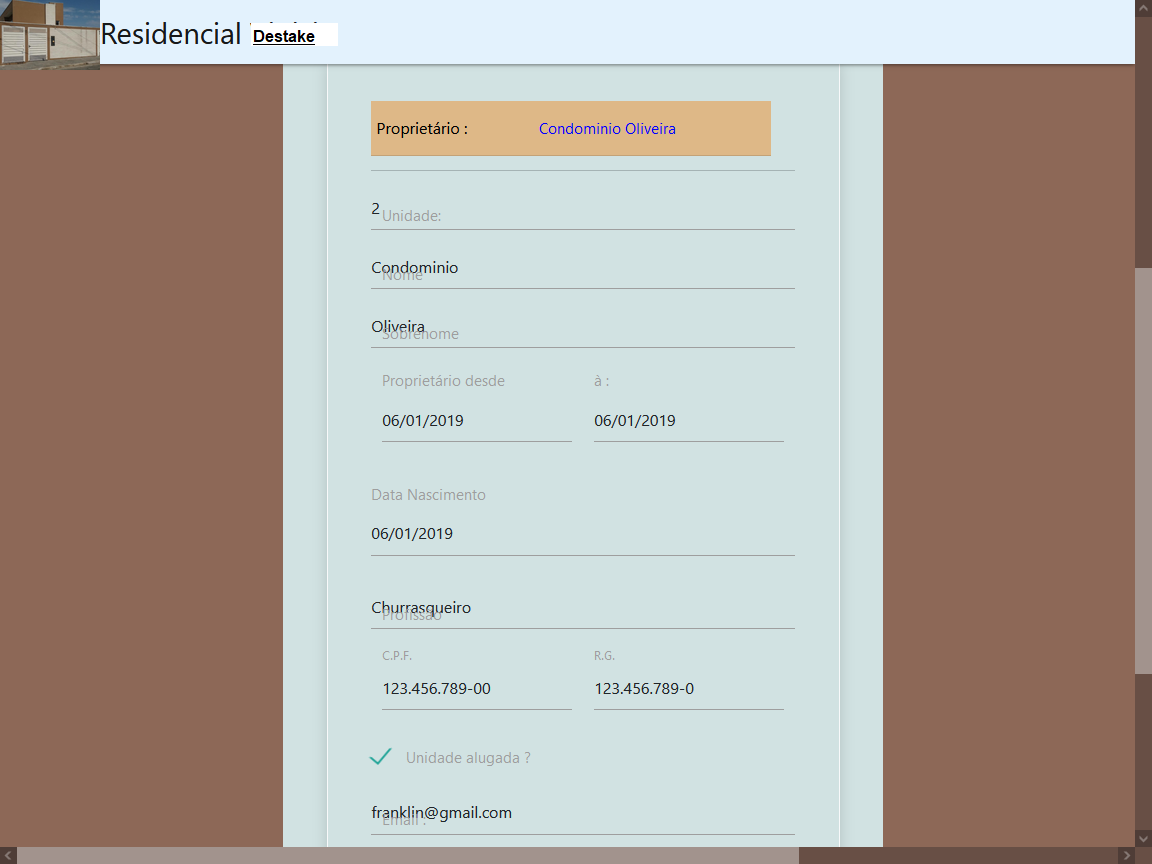 Residencial
Destake
Proprietário : Condominio Oliveira
2 Unidade:
Condominio
Nome
Oliveira
Sobrenome
Proprietário desde à :
06/01/2019 06/01/2019
Data Nascimento
06/01/2019
Churrasqueiro
Profissão
C.P.F. R.G.
123.456.789-00 123.456.789-0
Unidade alugada ?
franklin@gmail.com
Email :